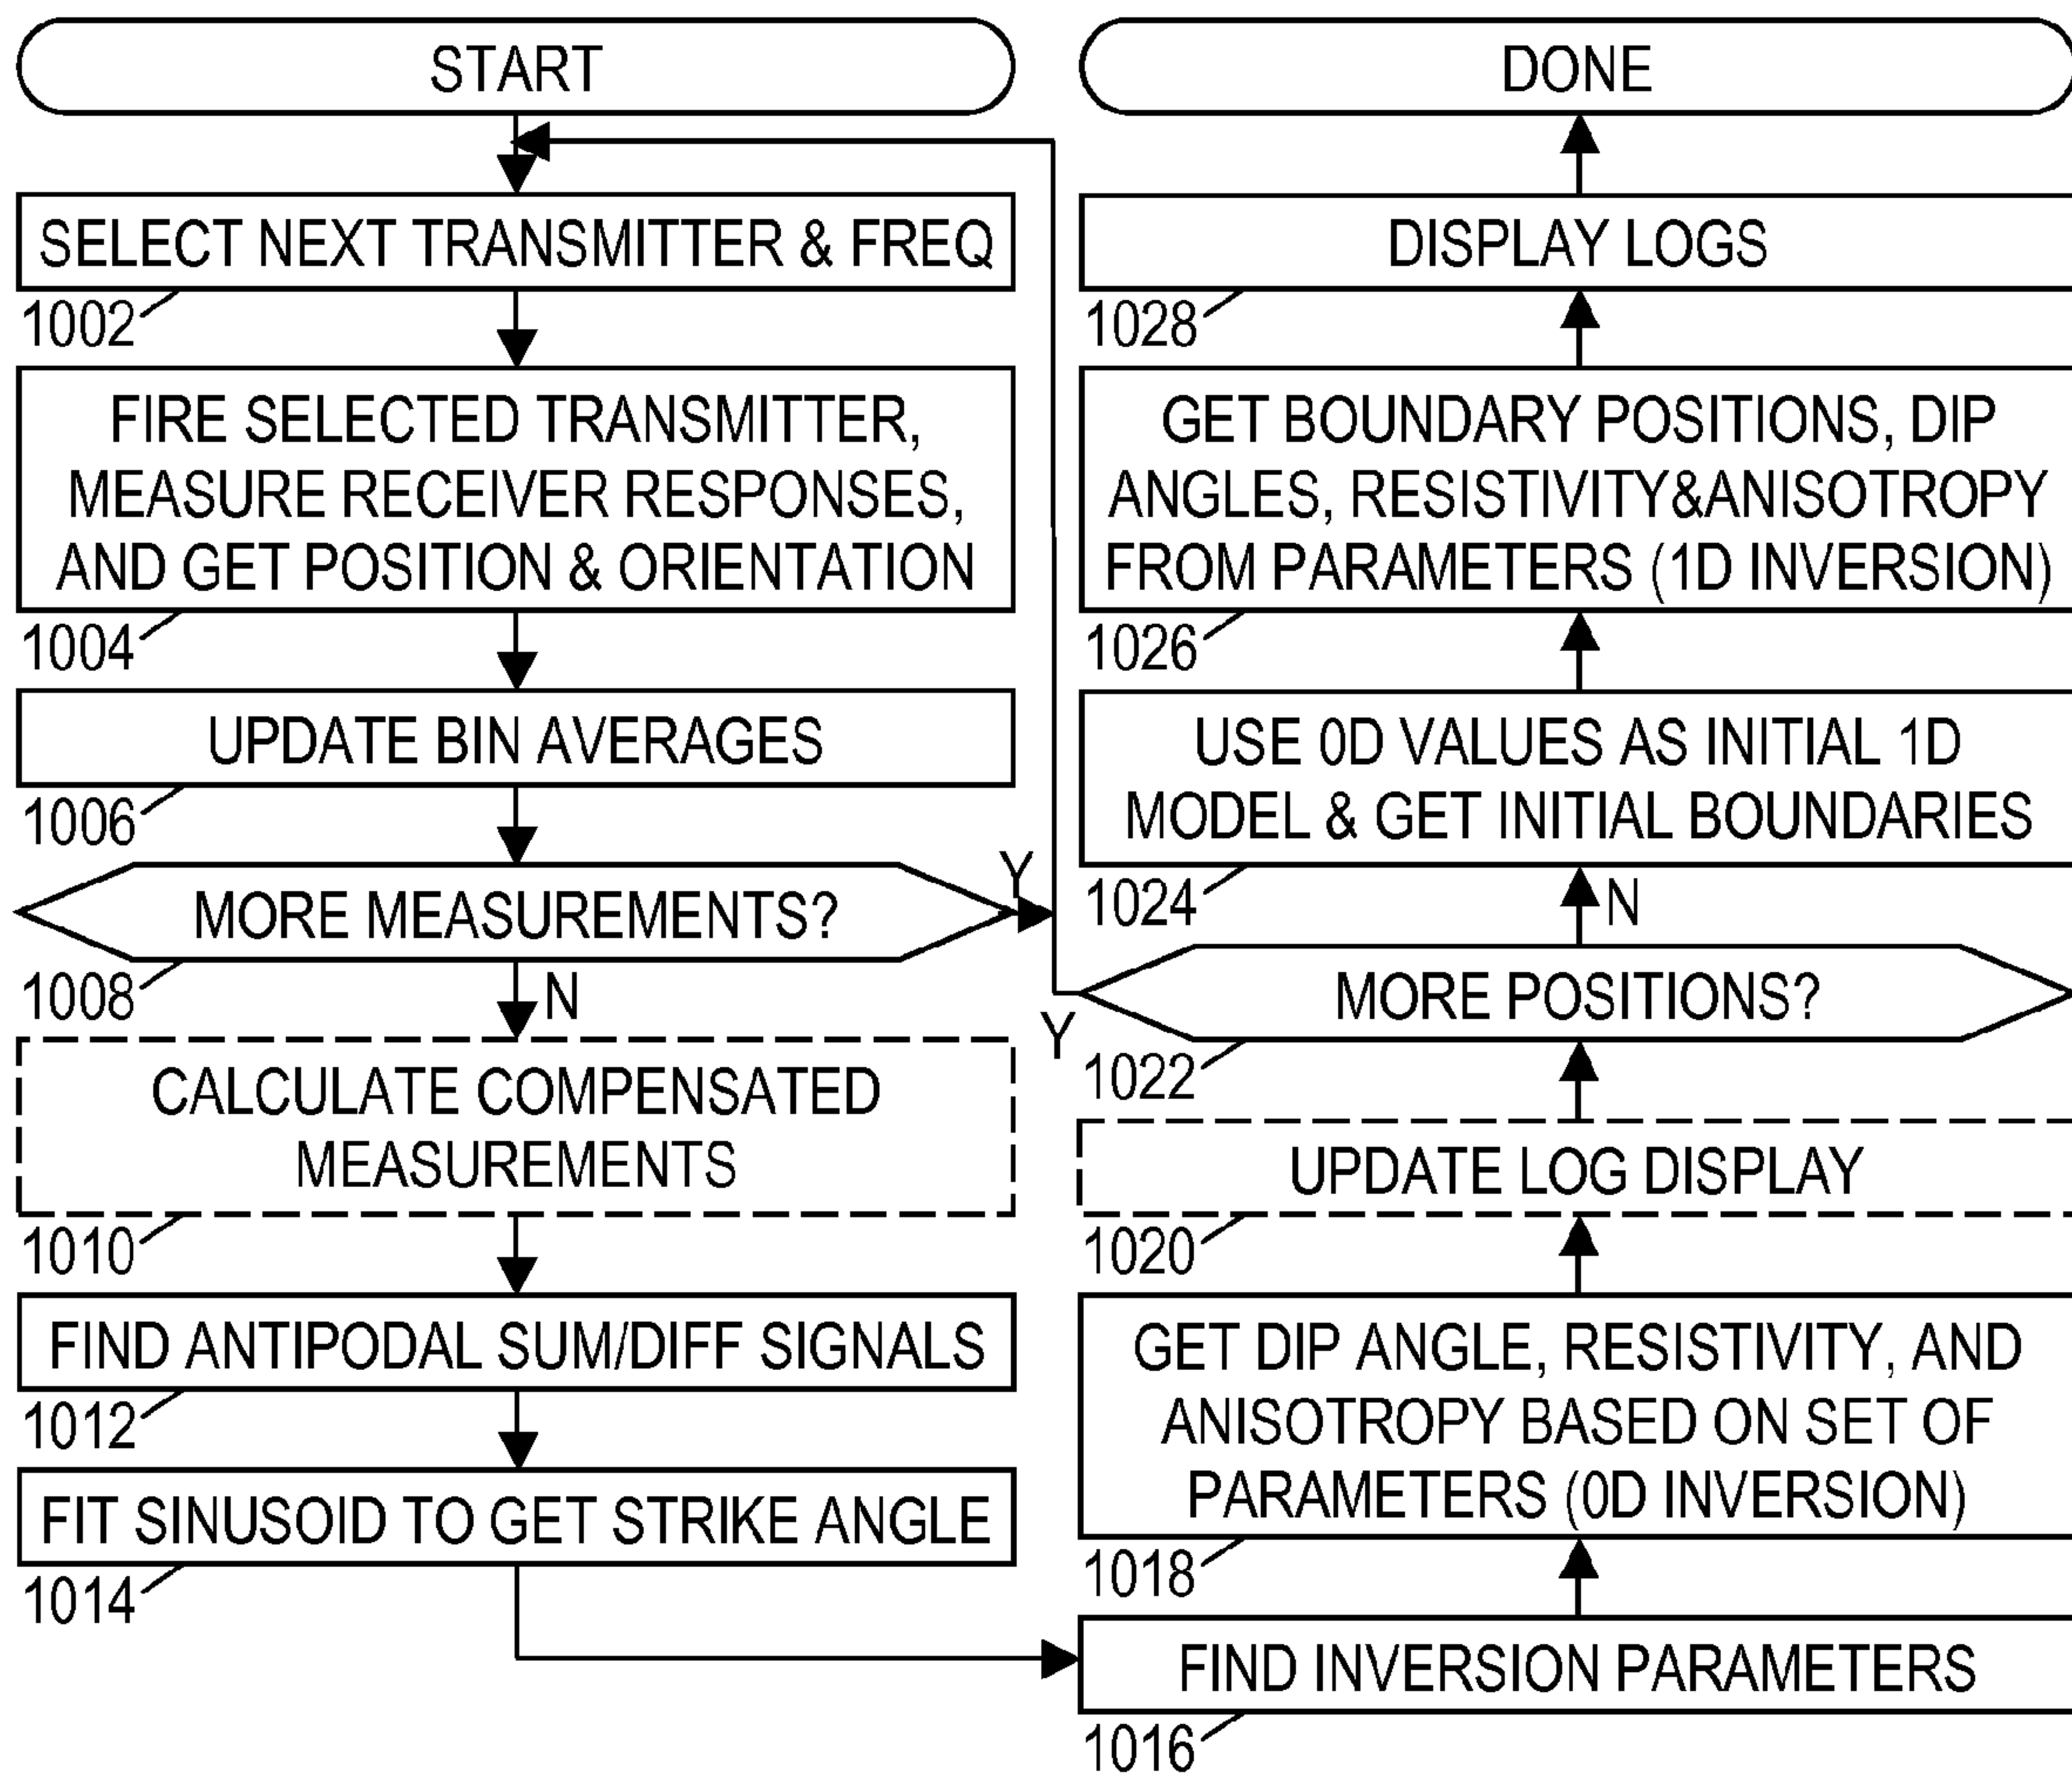 START
SELECT NEXT TRANSMITTER & FREQ
1002
FIRE SELECTED TRANSMITTER,
MEASURE RECEIVER RESPONSES,
AND GET POSITION & ORIENTATION
1004
UPDATE BIN AVERAGES
1006
MORE MEASUREMENTS?
Y
1008
N
CALCULATE COMPENSATED
MEASUREMENTS
1010
FIND ANTIPODAL SUM/DIFF SIGNALS
1012
FIT SINUSOID TO GET STRIKE ANGLE
1014
DONE
DISPLAY LOGS
1028
GET BOUNDARY POSITIONS, DIP
ANGLES, RESISTIVITY&ANISOTROPY
FROM PARAMETERS (1D INVERSION)
1026
USE 0D VALUES AS INITIAL 1D
MODEL & GET INITIAL BOUNDARIES
1024
N
MORE POSITIONS?
Y
1022
UPDATE LOG DISPLAY
1020
GET DIP ANGLE, RESISTIVITY, AND
ANISOTROPY BASED ON SET OF
PARAMETERS (0D INVERSION)
1018
FIND INVERSION PARAMETERS
1016